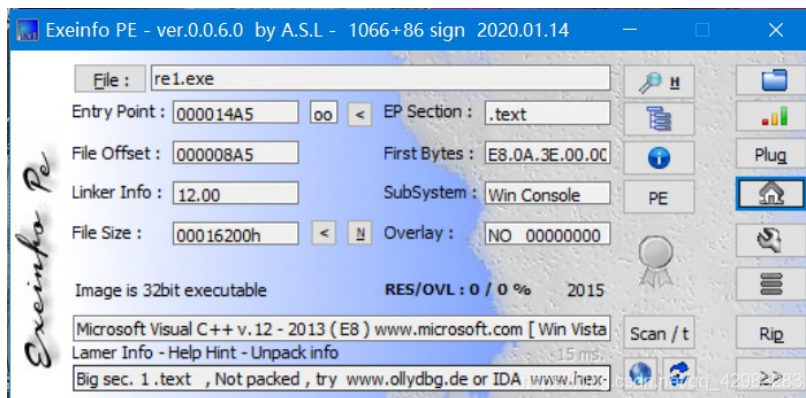 Exeinfo PE - ver.0.0.6.0 by A.S.L - 1066+86 sign 2020.01.14
File : re1.exe H
Entry Point : 000014A5 oo < EP Section : .text
File Offset : 000008A5 First Bytes : E8.0A.3E.00.00 Plug
Linker Info : 12.00 SubSystem : Win Console PE
File Size : 00016200h < N Overlay : NO 00000000
Image is 32bit executable RES/OVL : 0 / 0 % 2015
Microsoft Visual C++ v.12 - 2013 ( E8 ) www.microsoft.com [ Win Vista Scan / t Rip
Lamer Info - Help Hint - Unpack info 15 ms.
Big sec. 1 .text , Not packed , try www.ollydbg.de or IDA www.hex- >>
Exeinfo Pe